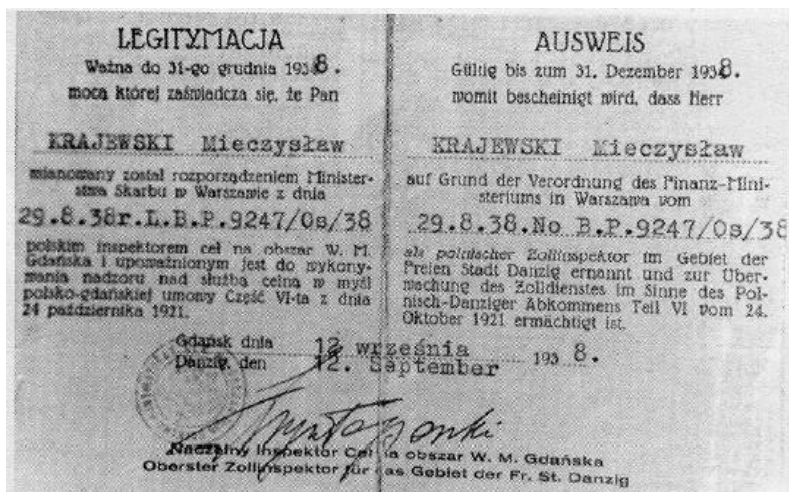 LEGITYMACJA
Ważna do 31-go grudnia 1938.
mocą której zaświadcza się, że Pan
KRAJEWSKI Mieczysław
mianowany został rozporządzeniem Minister-
stwa Skarbu w Warszawie z dnia
29.8.38r.L.B.P.9247/Os/38
polskim inspektorem ceł na obszar W. M.
Gdańska i upoważnionym jest do wykony-
wania nadzoru nad służbą celną w myśl
polsko-gdańskiej umowy Część VI-ta z dnia
24 października 1921.
AUSWEIS
Gültig bis zum 31. Dezember 1938.
womit bescheinigt wird, dass Herr
KRAJEWSKI Mieczysław
auf Grund der Verordnung des Finanz-Mini-
steriums in Warszawa vom
29.8.38.No B.P.9247/Os/38
als polnischer Zollinspektor im Gebiet der
Freien Stadt Danzig ernannt und zur Über-
wachung des Zolldienstes im Sinne des Pol-
nisch-Danziger Abkommens Teil VI vom 24.
Oktober 1921 ermächtigt ist.
Gdańsk dnia 12 września
Danzig, den 12. September 1938.
Naczelny Inspektor Ceł na obszar W. M. Gdańska
Oberster Zollinspektor für das Gebiet der Fr. St. Danzig